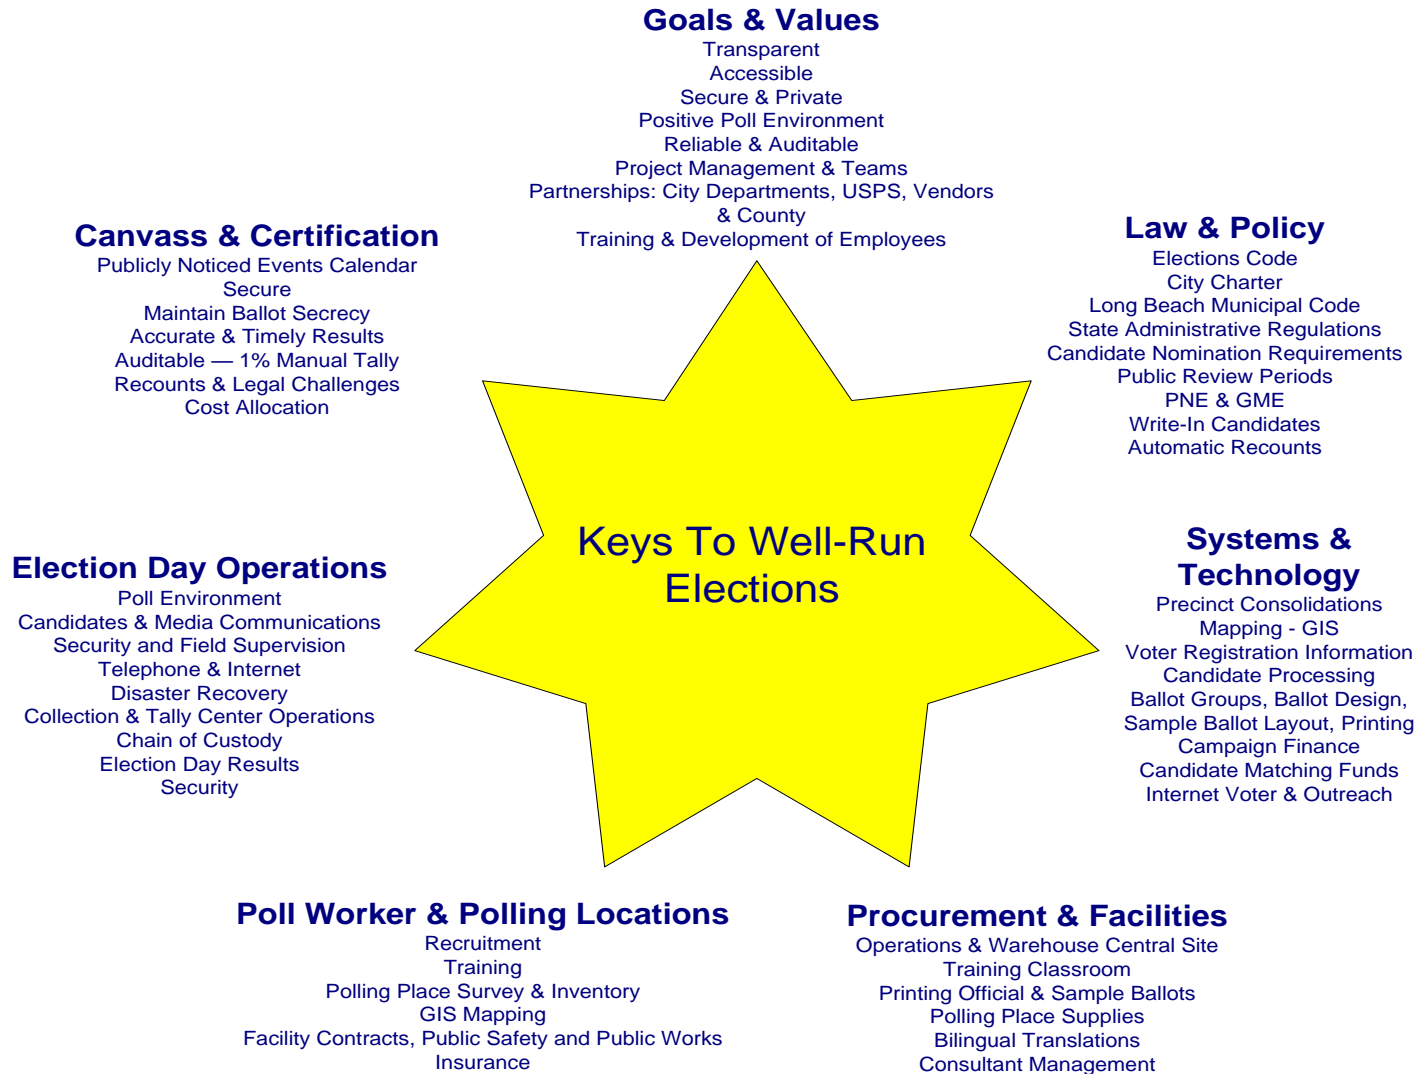 Goals & Values
Transparent
Accessible
Secure & Private
Positive Poll Environment
Reliable & Auditable
Project Management & Teams
Partnerships: City Departments, USPS, Vendors
& County
Training & Development of Employees
Law & Policy
Elections Code
City Charter
Long Beach Municipal Code
State Administrative Regulations
Candidate Nomination Requirements
Public Review Periods
PNE & GME
Write-In Candidates
Automatic Recounts
Systems &
Technology
Precinct Consolidations
Mapping - GIS
Voter Registration Information
Candidate Processing
Ballot Groups, Ballot Design,
Sample Ballot Layout, Printing
Campaign Finance
Candidate Matching Funds
Internet Voter & Outreach
Procurement & Facilities
Operations & Warehouse Central Site
Training Classroom
Printing Official & Sample Ballots
Polling Place Supplies
Bilingual Translations
Consultant Management
Poll Worker & Polling Locations
Recruitment
Training
Polling Place Survey & Inventory
GIS Mapping
Facility Contracts, Public Safety and Public Works
Insurance
Election Day Operations
Poll Environment
Candidates & Media Communications
Security and Field Supervision
Telephone & Internet
Disaster Recovery
Collection & Tally Center Operations
Chain of Custody
Election Day Results
Security
Canvass & Certification
Publicly Noticed Events Calendar
Secure
Maintain Ballot Secrecy
Accurate & Timely Results
Auditable — 1% Manual Tally
Recounts & Legal Challenges
Cost Allocation
Keys To Well-Run
Elections